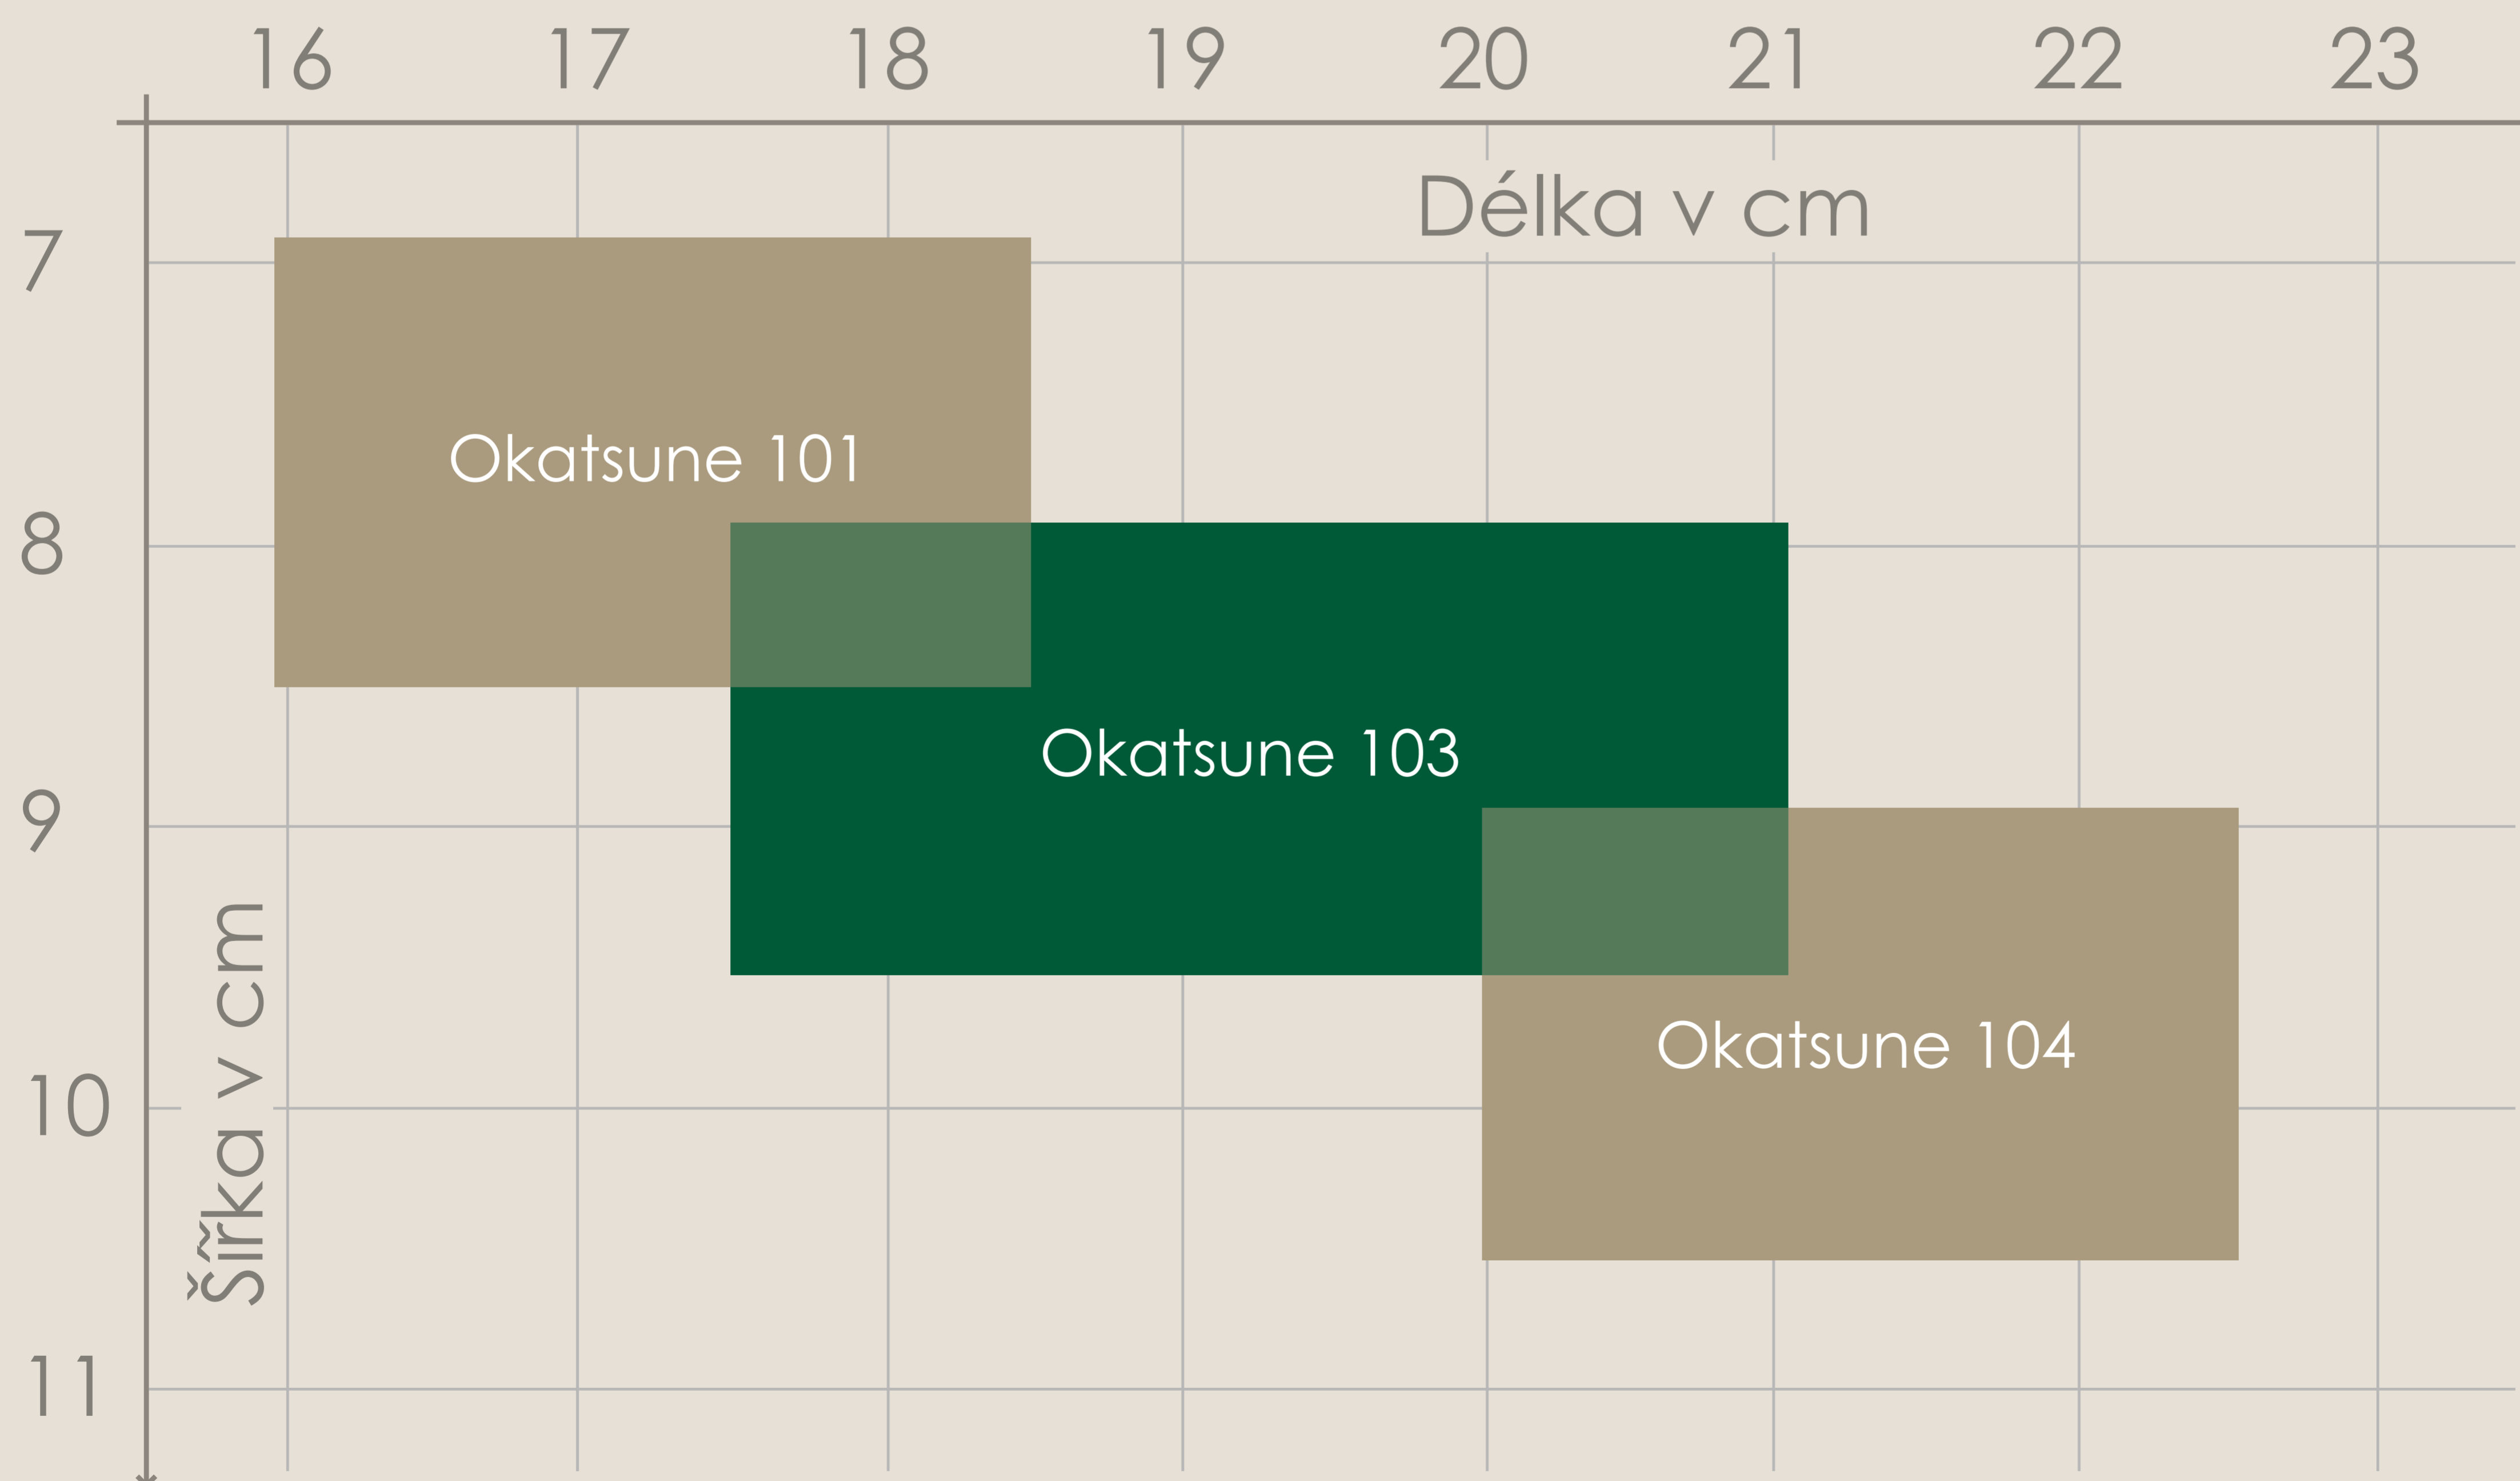 16 17 18 19 20 21 22 23
Délka v cm
7
Okatsune 101
8
Okatsune 103
9
Okatsune 104
10
Šířka v cm
11